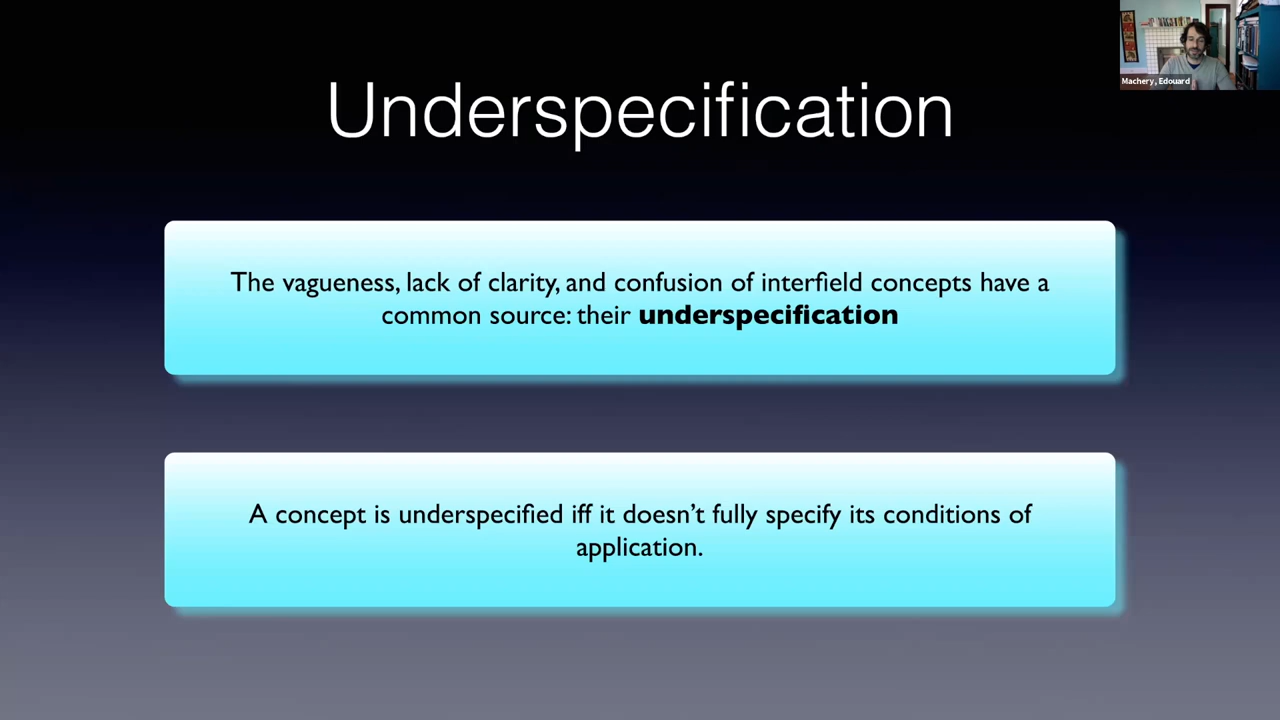 Machery, Edouard
Underspecification
The vagueness, lack of clarity, and confusion of interfield concepts have a
common source: their underspecification
A concept is underspecified iff it doesn’t fully specify its conditions of
application.